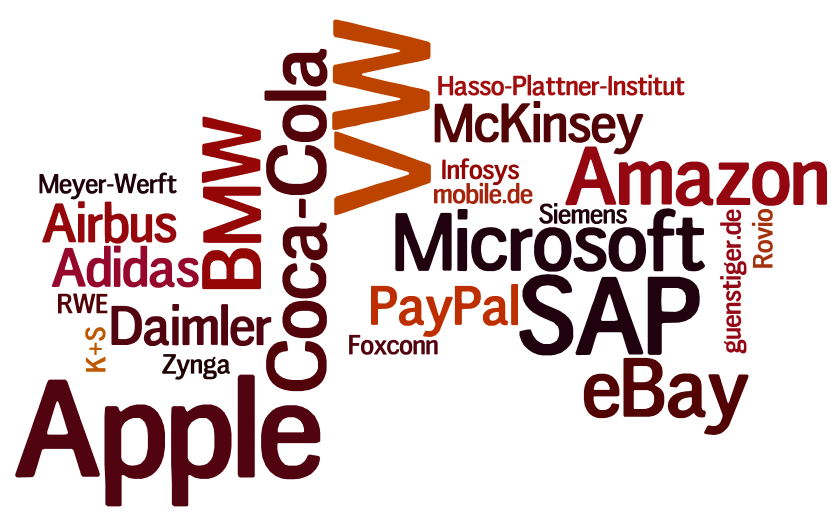 VW
Coca-Cola
Hasso-Plattner-Institut
McKinsey
BMW
Infosys
Amazon
Meyer-Werft
mobile.de
Airbus
Siemens
Microsoft
guenstiger.de
Rovio
Adidas
SAP
RWE
PayPal
Daimler
K+S
Foxconn
Zynga
eBay
Apple